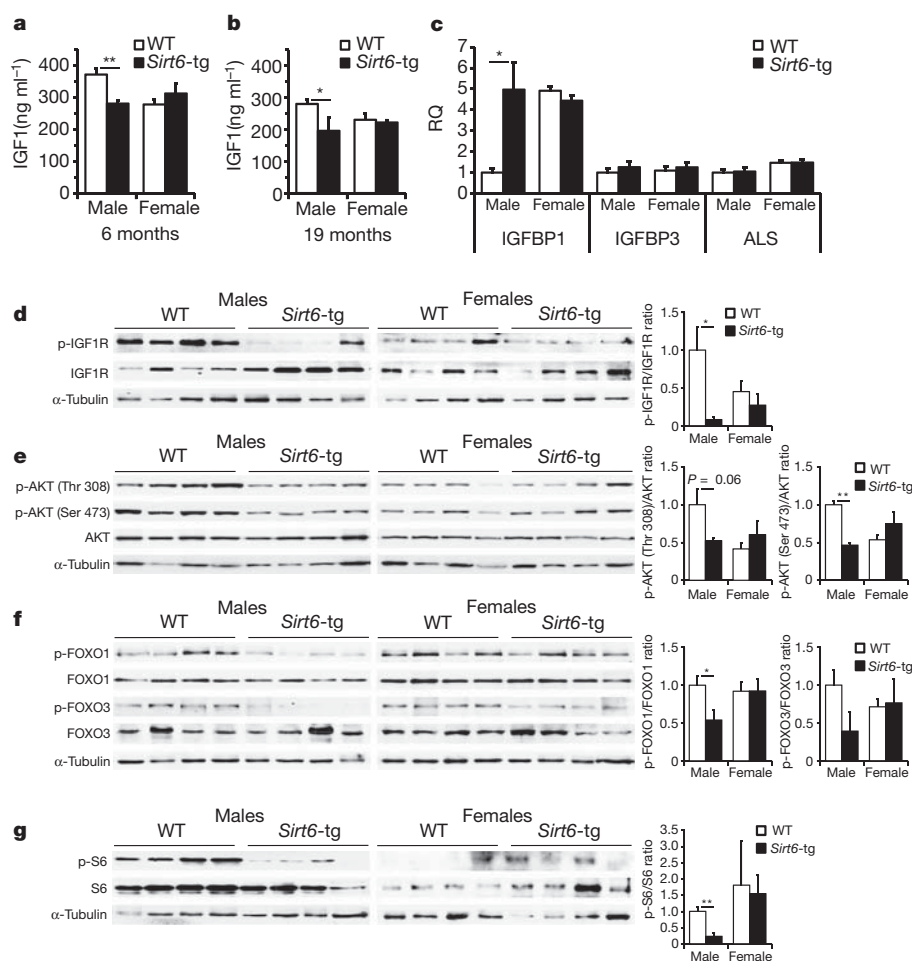 a
WT
Sirt6-tg
IGF1(ng ml⁻¹)
400
300
200
100
0
**
Male Female
6 months
b
WT
Sirt6-tg
IGF1(ng ml⁻¹)
400
300
200
100
0
*
Male Female
19 months
c
WT
Sirt6-tg
RQ
7
6
5
4
3
2
1
0
*
Male Female Male Female Male Female
IGFBP1 IGFBP3 ALS
d
Males Females
WT Sirt6-tg WT Sirt6-tg
p-IGF1R
IGF1R
α-Tubulin
p-IGF1R/IGF1R ratio
1.5
1.0
0.5
0
WT
Sirt6-tg
*
Male Female
e
Males Females
WT Sirt6-tg WT Sirt6-tg
p-AKT (Thr 308)
p-AKT (Ser 473)
AKT
α-Tubulin
p-AKT (Thr 308)/AKT ratio
1.5
1.0
0.5
0
P = 0.06
Male Female
p-AKT (Ser 473)/AKT ratio
1.5
1.0
0.5
0
WT
Sirt6-tg
**
Male Female
f
Males Females
WT Sirt6-tg WT Sirt6-tg
p-FOXO1
FOXO1
p-FOXO3
FOXO3
α-Tubulin
p-FOXO1/FOXO1 ratio
1.5
1.0
0.5
0
*
Male Female
p-FOXO3/FOXO3 ratio
1.5
1.0
0.5
0
WT
Sirt6-tg
Male Female
g
Males Females
WT Sirt6-tg WT Sirt6-tg
p-S6
S6
α-Tubulin
p-S6/S6 ratio
3.5
3.0
2.5
2.0
1.5
1.0
0.5
0
WT
Sirt6-tg
**
Male Female